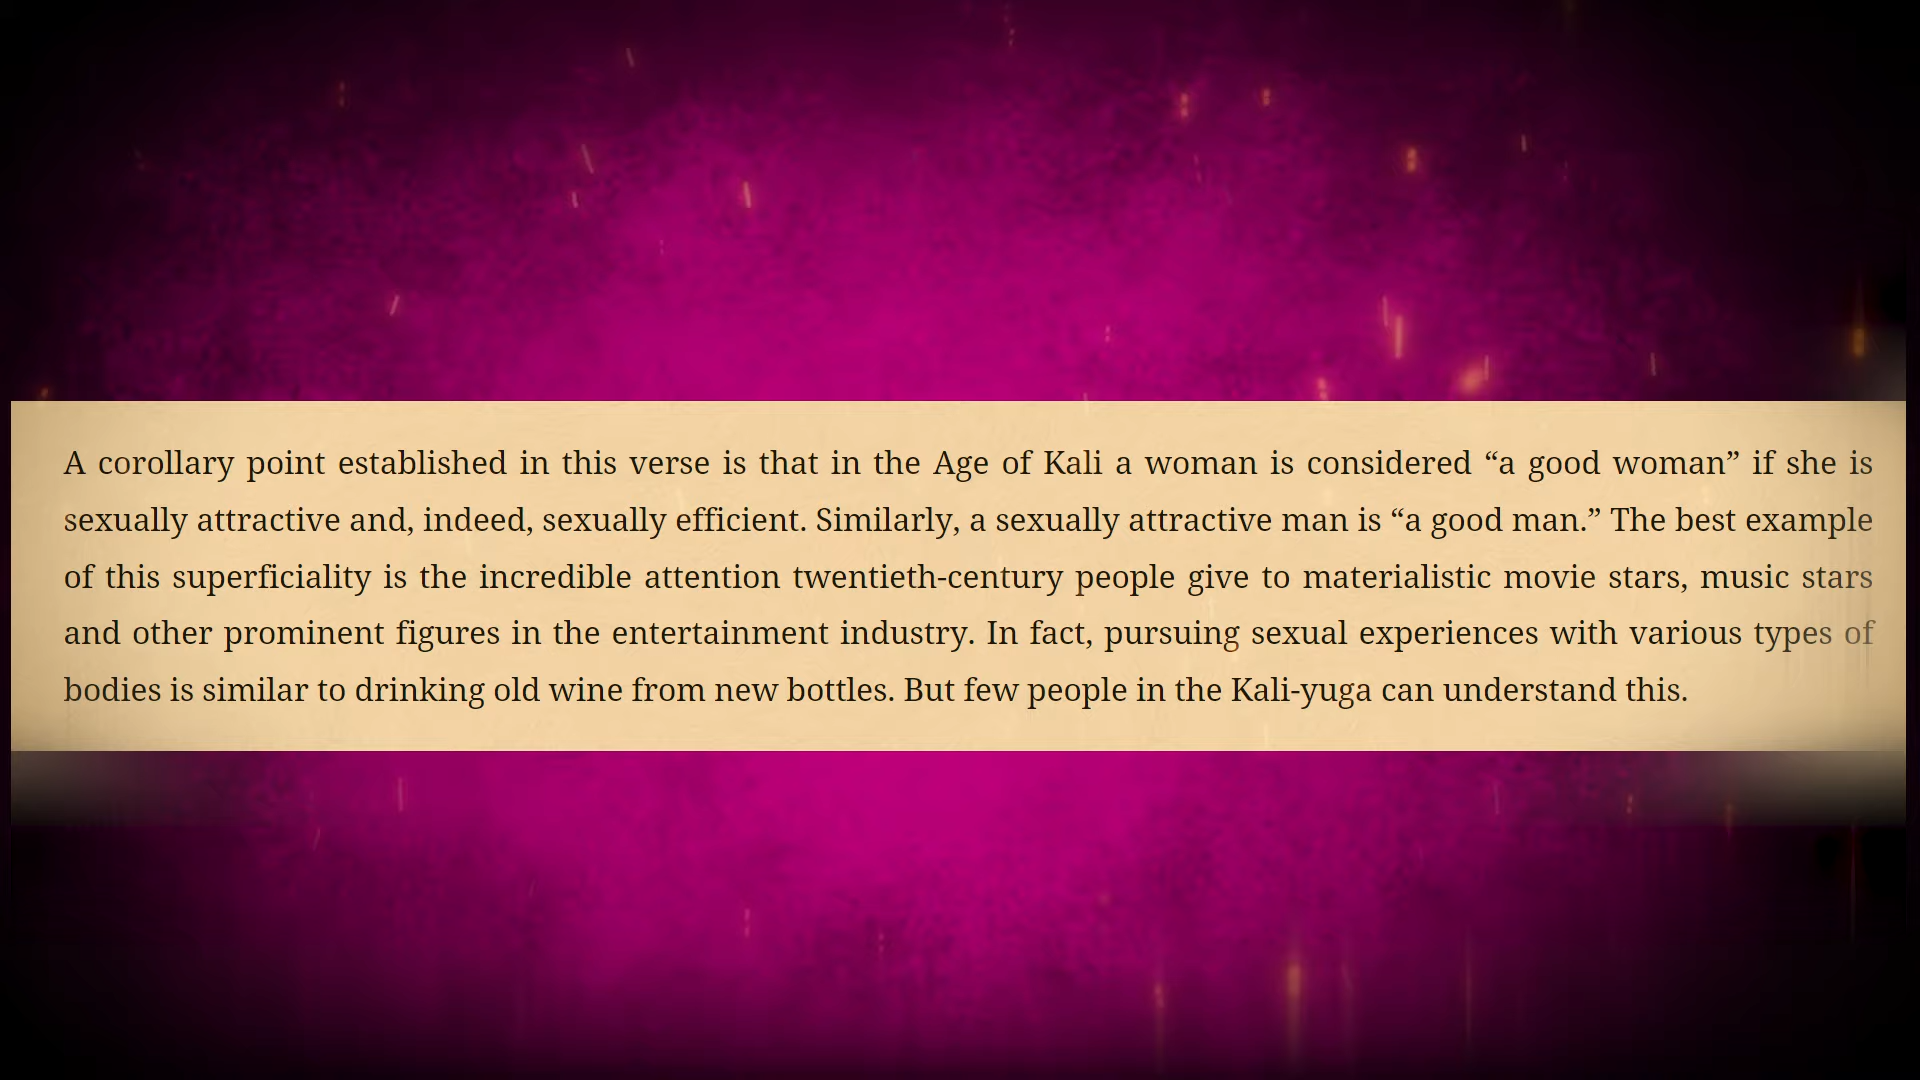 A corollary point established in this verse is that in the Age of Kali a woman is considered “a good woman” if she is
sexually attractive and, indeed, sexually efficient. Similarly, a sexually attractive man is “a good man.” The best example
of this superficiality is the incredible attention twentieth-century people give to materialistic movie stars, music stars
and other prominent figures in the entertainment industry. In fact, pursuing sexual experiences with various types of
bodies is similar to drinking old wine from new bottles. But few people in the Kali-yuga can understand this.